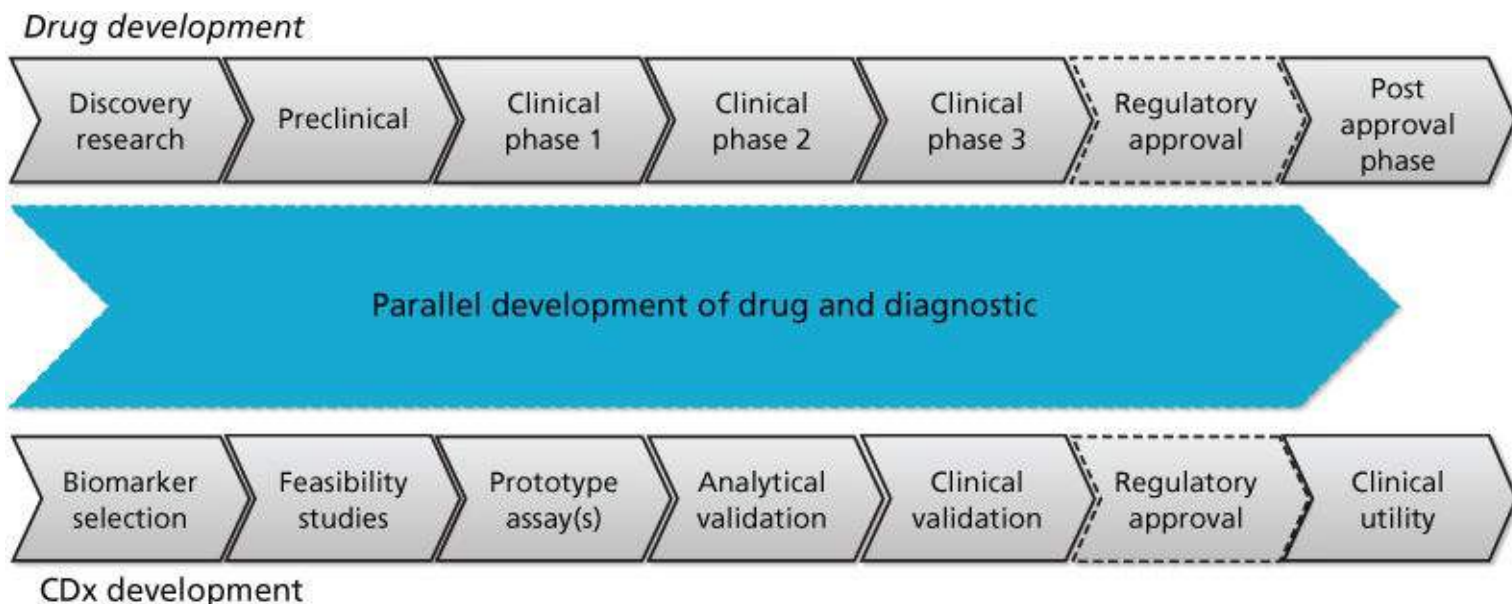 Drug development
Discovery
research
Preclinical
Clinical
phase 1
Clinical
phase 2
Clinical
phase 3
Regulatory
approval
Post
approval
phase
Parallel development of drug and diagnostic
Biomarker
selection
Feasibility
studies
Prototype
assay(s)
Analytical
validation
Clinical
validation
Regulatory
approval
Clinical
utility
CDx development